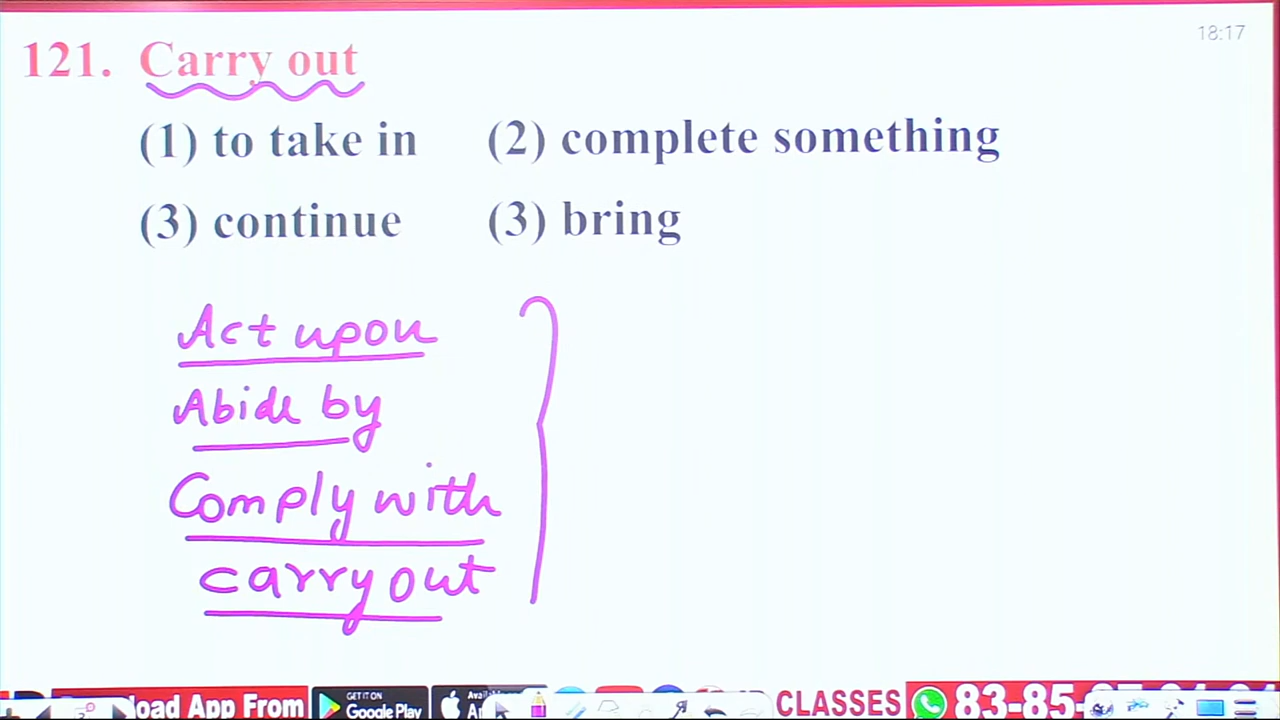 18:17
121. Carry out
(1) to take in (2) complete something
(3) continue (3) bring
Act upon
Abide by
Comply with
carry out
load App From GET IT ON Google Play CLASSES 83-85-